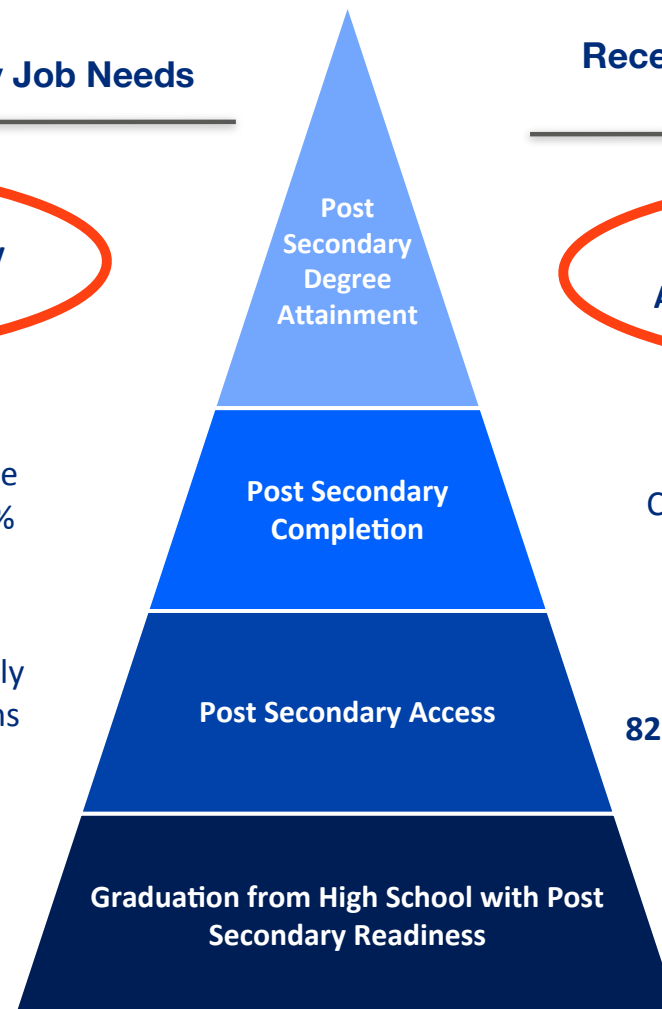 Job Needs
Rece
Post
Secondary
Degree
Attainment
A
e
%
Post Secondary
Completion
C
ly
ns
Post Secondary Access
82
Graduation from High School with Post
Secondary Readiness